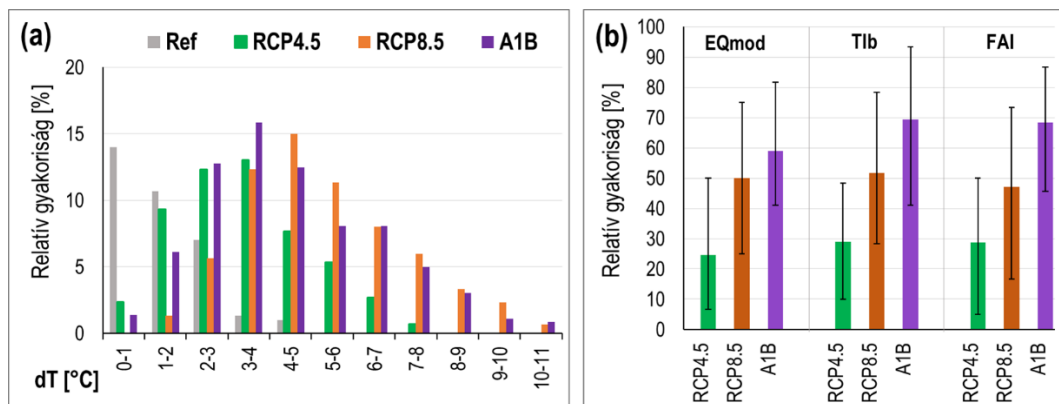 (a)
Ref RCP4.5 RCP8.5 A1B
Relatív gyakoriság [%]
20
15
10
5
0
dT [°C]
0-1 1-2 2-3 3-4 4-5 5-6 6-7 7-8 8-9 9-10 10-11
(b)
EQmod TIb FAI
Relatív gyakoriság [%]
100
90
80
70
60
50
40
30
20
10
0
RCP4.5 RCP8.5 A1B RCP4.5 RCP8.5 A1B RCP4.5 RCP8.5 A1B